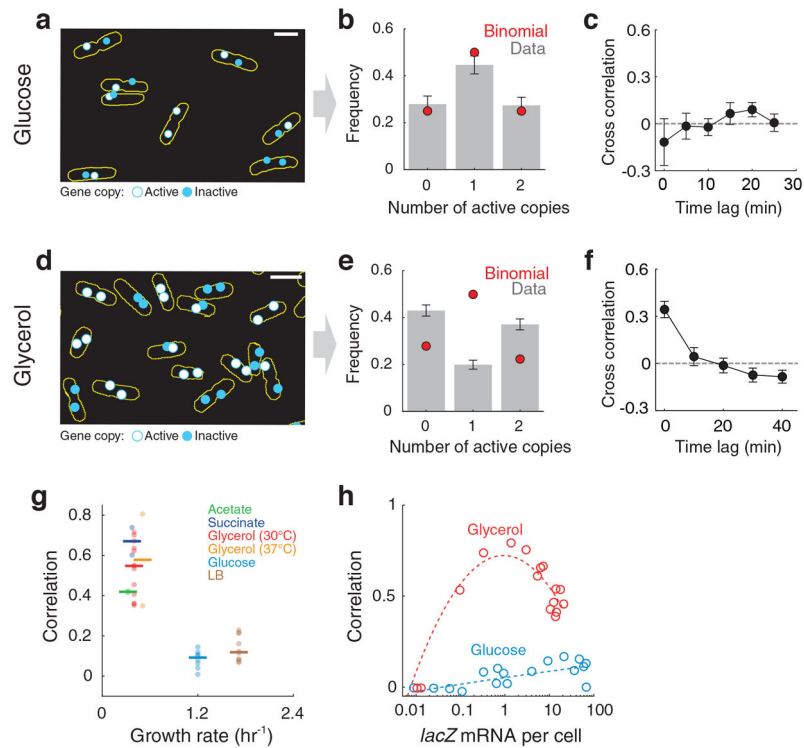 a
Glucose
Gene copy: Active Inactive
b
Binomial
Data
Frequency
0.6
0.4
0.2
0
0 1 2
Number of active copies
c
Cross correlation
0.6
0.3
0
-0.3
0 10 20 30
Time lag (min)
d
Glycerol
Gene copy: Active Inactive
e
Binomial
Data
Frequency
0.6
0.4
0.2
0
0 1 2
Number of active copies
f
Cross correlation
0.6
0.3
0
-0.3
0 20 40
Time lag (min)
g
Acetate
Succinate
Glycerol (30°C)
Glycerol (37°C)
Glucose
LB
Correlation
0.8
0.6
0.4
0.2
0
0 1.2 2.4
Growth rate (hr⁻¹)
h
Glycerol
Glucose
Correlation
1
0.5
0
0.01 0.1 1 10 100
lacZ mRNA per cell